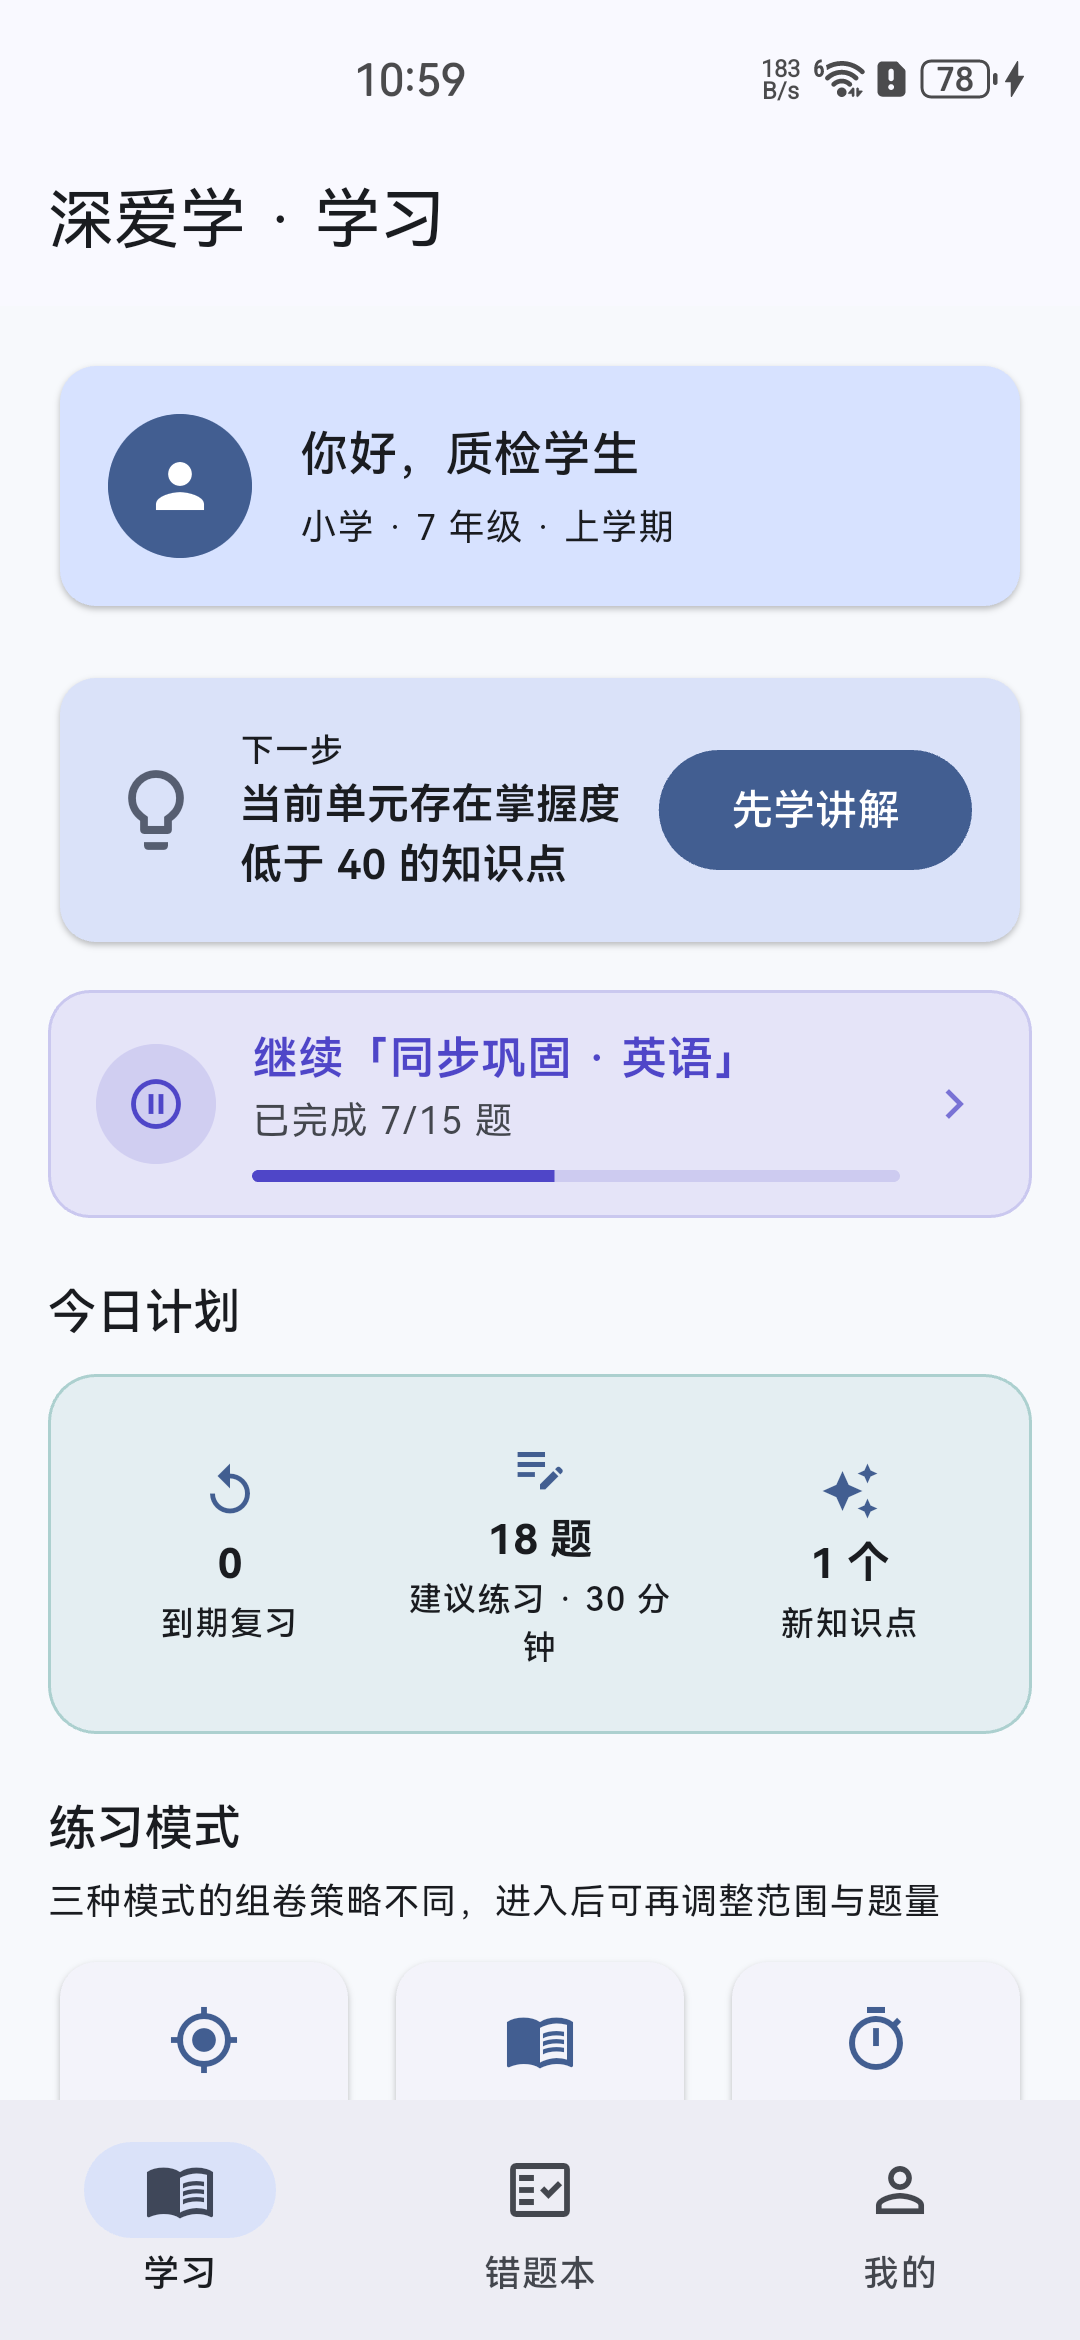 10:59
183
B/s
6
78
深爱学 · 学习
你好，质检学生
小学 · 7 年级 · 上学期
下一步
当前单元存在掌握度
低于 40 的知识点
先学讲解
继续「同步巩固 · 英语」
已完成 7/15 题
今日计划
0
到期复习
18 题
建议练习 · 30 分
钟
1 个
新知识点
练习模式
三种模式的组卷策略不同，进入后可再调整范围与题量
学习
错题本
我的